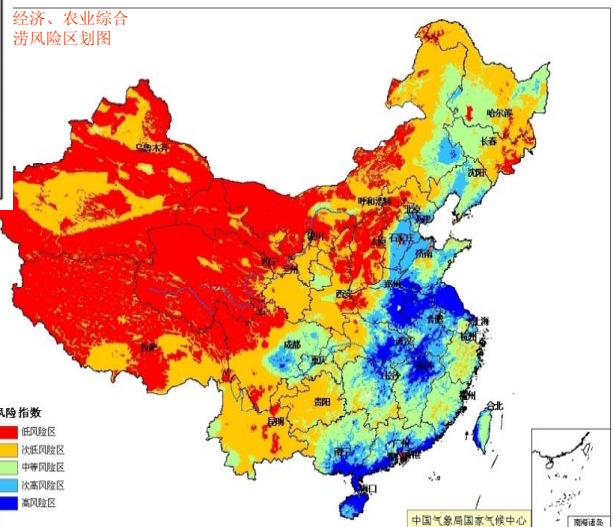 经济、农业综合
涝风险区划图
哈尔滨
长春
乌鲁木齐
沈阳
呼和浩特
北京
天津
银川
石家庄
太原
济南
西宁
兰州
郑州
西安
合肥
上海
成都
武汉
杭州
拉萨
重庆
南昌
长沙
贵阳
福州
台北
昆明
广州
南宁
海口
风险指数
低风险区
次低风险区
中等风险区
次高风险区
高风险区
中国气象局国家气候中心
南海诸岛